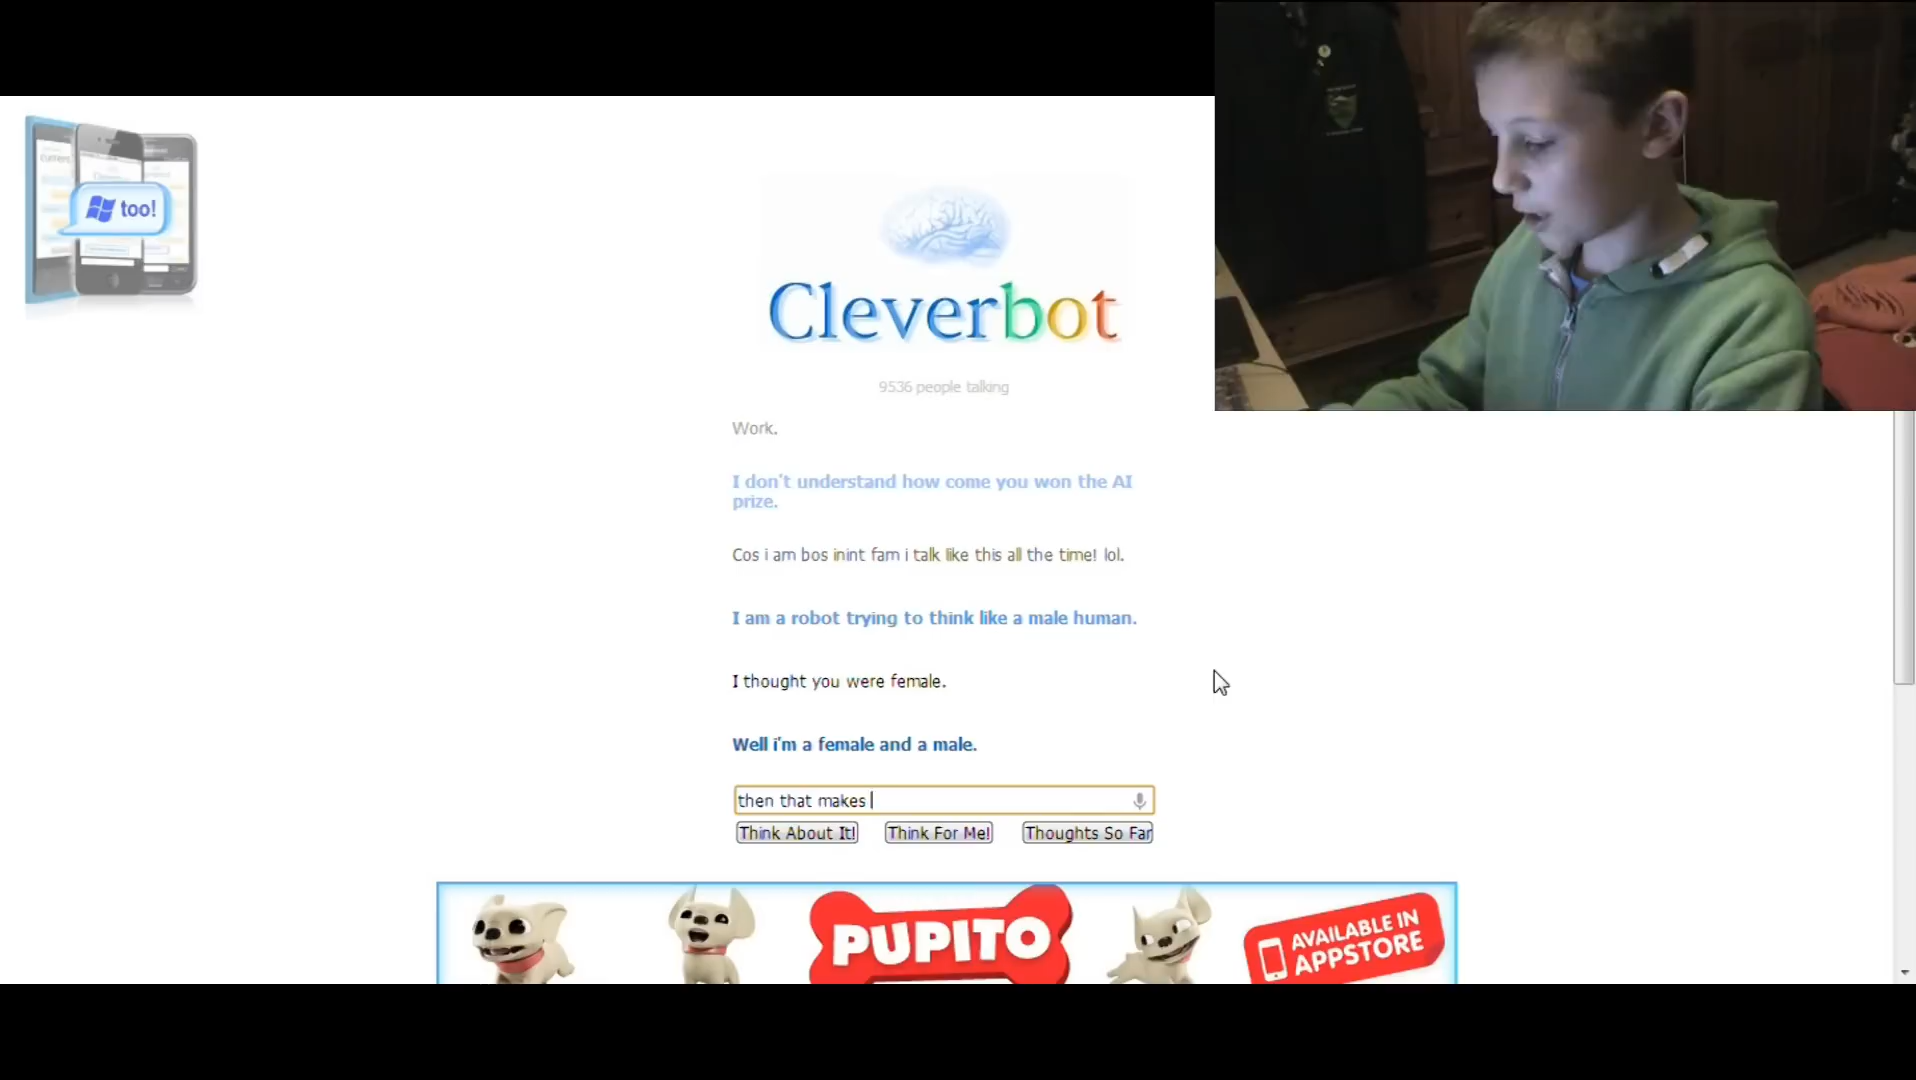 too!
Cleverbot
9536 people talking
Work.
I don't understand how come you won the AI
prize.
Cos i am bos inint fam i talk like this all the time! lol.
I am a robot trying to think like a male human.
I thought you were female.
Well i'm a female and a male.
then that makes
Think About It!
Think For Me!
Thoughts So Far
PUPITO
AVAILABLE IN
APPSTORE